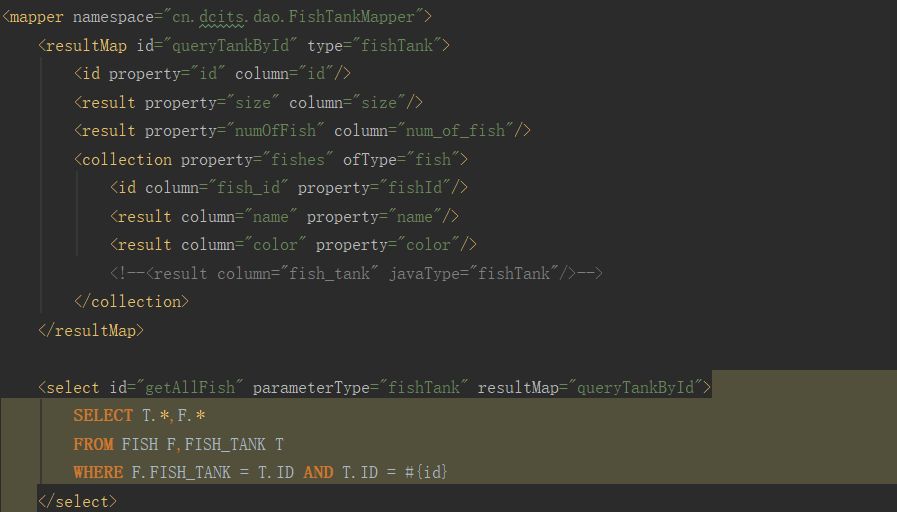 <mapper namespace="cn.dcits.dao.FishTankMapper">
<resultMap id="queryTankById" type="fishTank">
<id property="id" column="id"/>
<result property="size" column="size"/>
<result property="numOfFish" column="num_of_fish"/>
<collection property="fishes" ofType="fish">
<id column="fish_id" property="fishId"/>
<result column="name" property="name"/>
<result column="color" property="color"/>
<!--<result column="fish_tank" javaType="fishTank"/>-->
</collection>
</resultMap>
<select id="getAllFish" parameterType="fishTank" resultMap="queryTankById">
SELECT T.*,F.*
FROM FISH F,FISH_TANK T
WHERE F.FISH_TANK = T.ID AND T.ID = #{id}
</select>